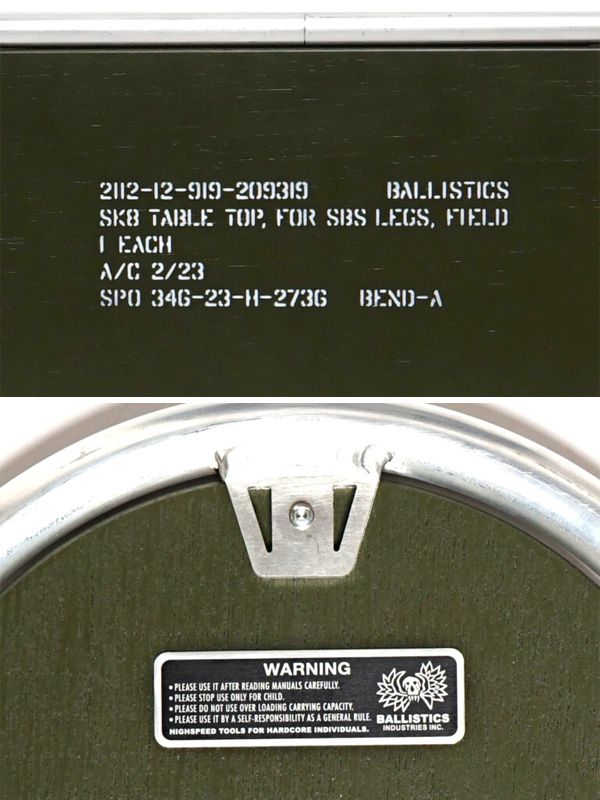 2112-12-919-209319 BALLISTICS
SK8 TABLE TOP, FOR SBS LEGS, FIELD
1 EACH
A/C 2/23
SPO 34G-23-H-273G BEND-A
WARNING
• PLEASE USE IT AFTER READING MANUALS CAREFULLY.
• PLEASE STOP USE ONLY FOR CHILD.
• PLEASE DO NOT USE OVER LOADING CARRYING CAPACITY.
• PLEASE USE IT BY A SELF-RESPONSIBILITY AS A GENERAL RULE.
HIGHSPEED TOOLS FOR HARDCORE INDIVIDUALS.
BALLISTICS
INDUSTRIES INC.